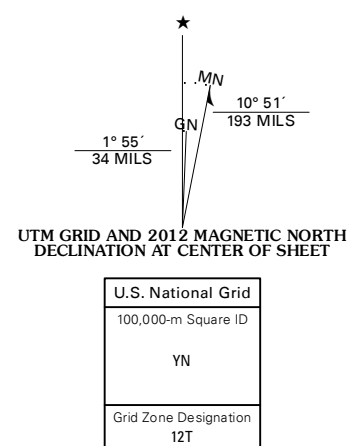 ★
MN
GN
10° 51´
193 MILS
1° 55´
34 MILS
UTM GRID AND 2012 MAGNETIC NORTH
DECLINATION AT CENTER OF SHEET
U.S. National Grid
100,000-m Square ID
YN
Grid Zone Designation
12T